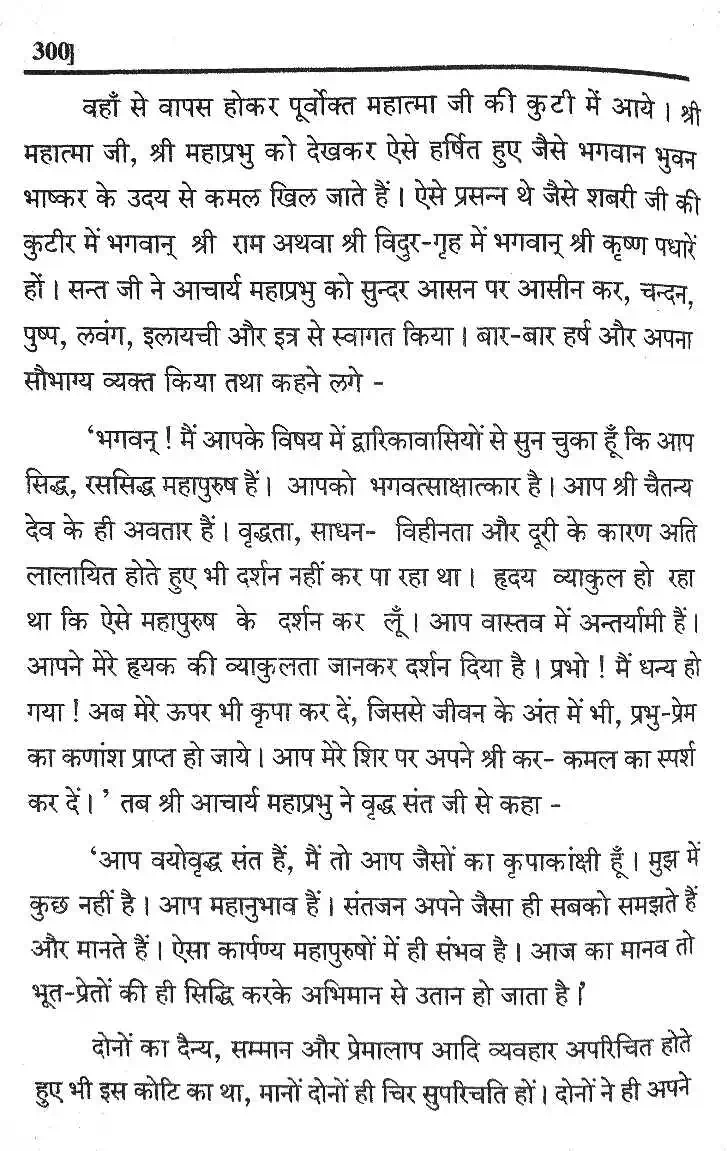 300]
वहाँ से वापस होकर पूर्वोक्त महात्मा जी की कुटी में आये । श्री
महात्मा जी, श्री महाप्रभु को देखकर ऐसे हर्षित हुए जैसे भगवान भुवन
भाष्कर के उदय से कमल खिल जाते हैं । ऐसे प्रसन्न थे जैसे शबरी जी की
कुटीर में भगवान् श्री राम अथवा श्री विदुर-गृह में भगवान् श्री कृष्ण पधारें
हों । सन्त जी ने आचार्य महाप्रभु को सुन्दर आसन पर आसीन कर, चन्दन,
पुष्प, लवंग, इलायची और इत्र से स्वागत किया । बार-बार हर्ष और अपना
सौभाग्य व्यक्त किया तथा कहने लगे -
'भगवन् ! मैं आपके विषय में द्वारिकावासियों से सुन चुका हूँ कि आप
सिद्ध, रससिद्ध महापुरुष हैं । आपको भगवत्साक्षात्कार है । आप श्री चैतन्य
देव के ही अवतार हैं । वृद्धता, साधन- विहीनता और दूरी के कारण अति
लालायित होते हुए भी दर्शन नहीं कर पा रहा था । हृदय व्याकुल हो रहा
था कि ऐसे महापुरुष के दर्शन कर लूँ । आप वास्तव में अन्तर्यामी हैं ।
आपने मेरे हृयक की व्याकुलता जानकर दर्शन दिया है । प्रभो ! मैं धन्य हो
गया ! अब मेरे ऊपर भी कृपा कर दें, जिससे जीवन के अंत में भी, प्रभु-प्रेम
का कणांश प्राप्त हो जाये । आप मेरे शिर पर अपने श्री कर- कमल का स्पर्श
कर दें । ' तब श्री आचार्य महाप्रभु ने वृद्ध संत जी से कहा -
'आप वयोवृद्ध संत हैं, मैं तो आप जैसों का कृपाकांक्षी हूँ । मुझ में
कुछ नहीं है । आप महानुभाव हैं । संतजन अपने जैसा ही सबको समझते हैं
और मानते हैं । ऐसा कार्पण्य महापुरुषों में ही संभव है । आज का मानव तो
भूत-प्रेतों की ही सिद्धि करके अभिमान से उतान हो जाता है ।'
दोनों का दैन्य, सम्मान और प्रेमालाप आदि व्यवहार अपरिचित होते
हुए भी इस कोटि का था, मानों दोनों ही चिर सुपरिचति हों । दोनों ने ही अपने